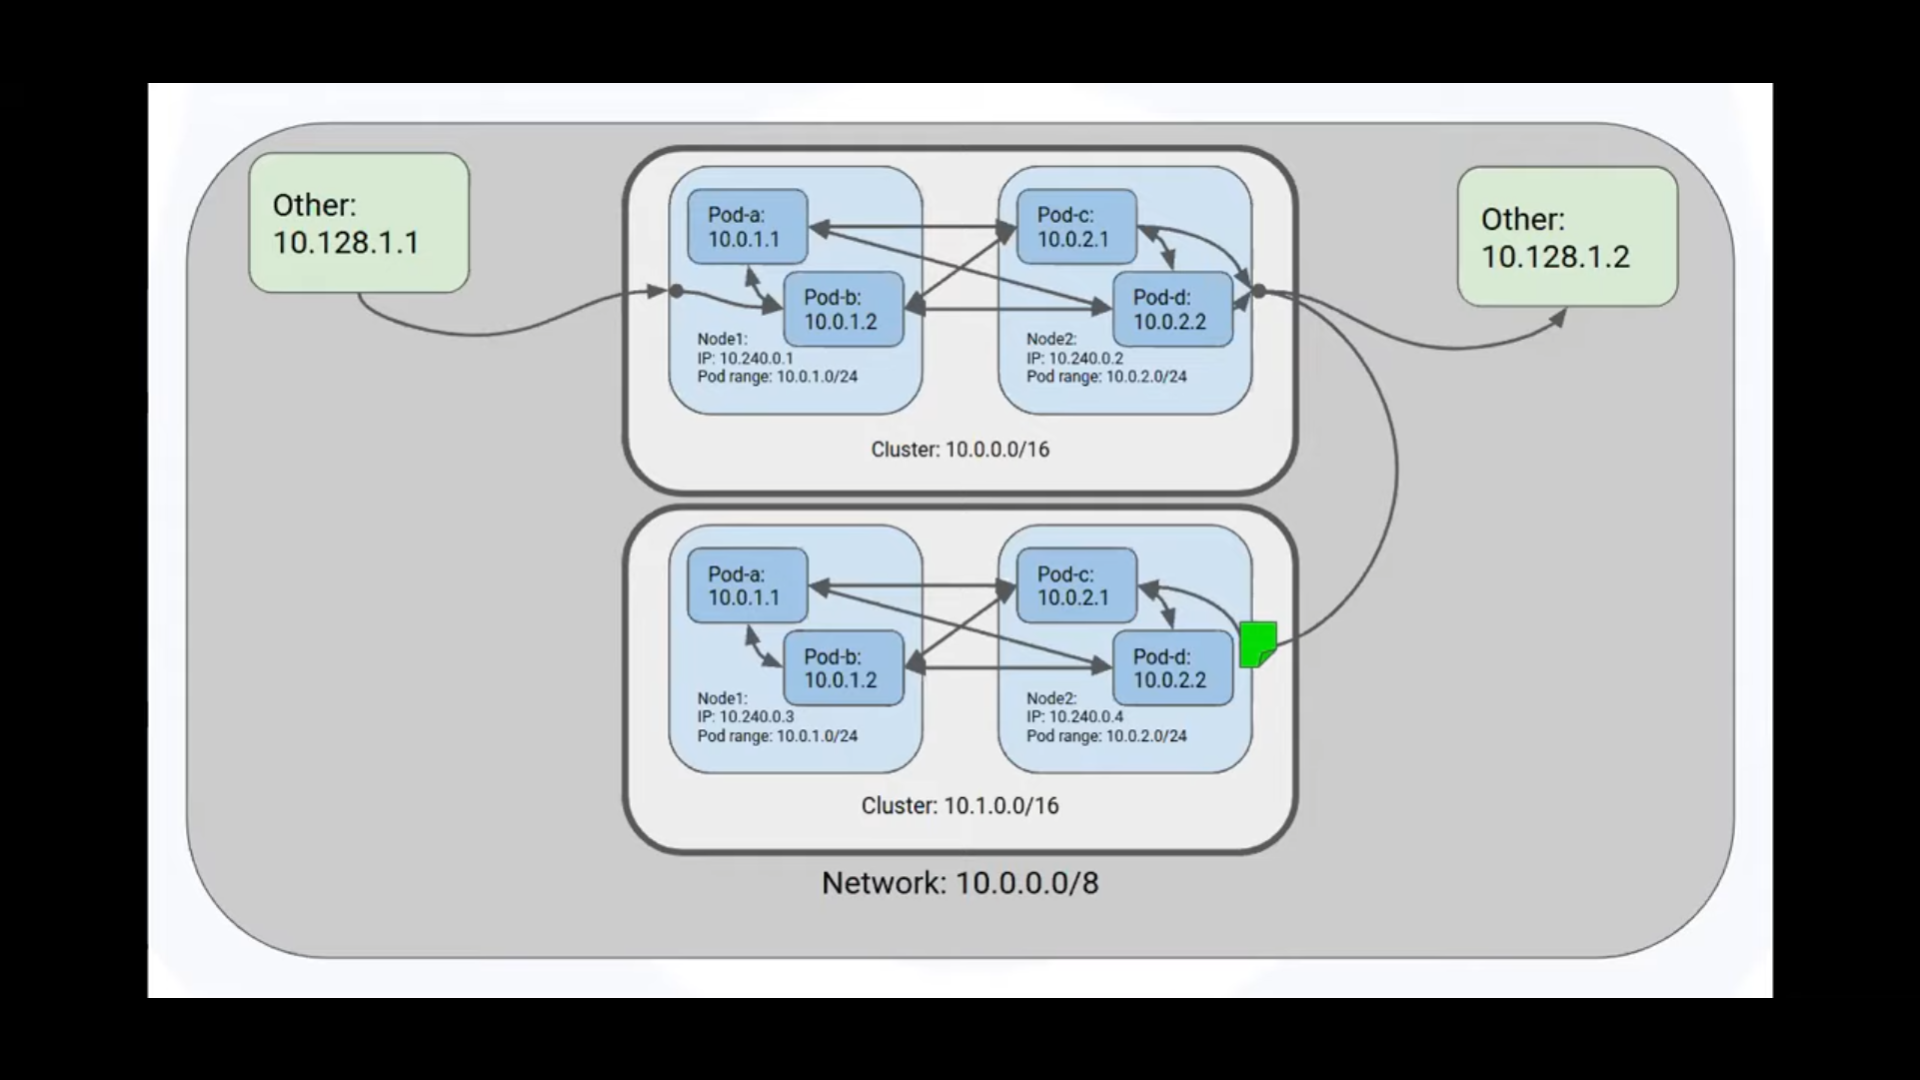 Other:
10.128.1.1
Pod-a:
10.0.1.1
Pod-b:
10.0.1.2
Node1:
IP: 10.240.0.1
Pod range: 10.0.1.0/24
Pod-c:
10.0.2.1
Pod-d:
10.0.2.2
Node2:
IP: 10.240.0.2
Pod range: 10.0.2.0/24
Cluster: 10.0.0.0/16
Other:
10.128.1.2
Pod-a:
10.0.1.1
Pod-b:
10.0.1.2
Node1:
IP: 10.240.0.3
Pod range: 10.0.1.0/24
Pod-c:
10.0.2.1
Pod-d:
10.0.2.2
Node2:
IP: 10.240.0.4
Pod range: 10.0.2.0/24
Cluster: 10.1.0.0/16
Network: 10.0.0.0/8